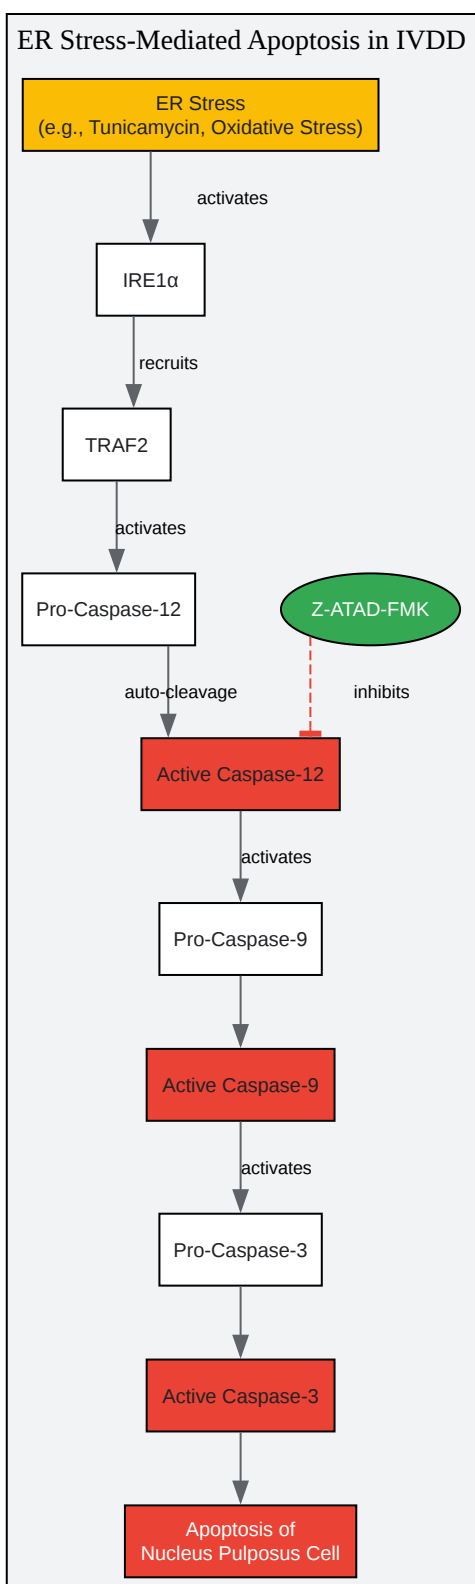 ER Stress-Mediated Apoptosis in IVDD
ER Stress
(e.g., Tunicamycin, Oxidative Stress)
activates
IRE1α
recruits
TRAF2
activates
Pro-Caspase-12
Z-ATAD-FMK
auto-cleavage
inhibits
Active Caspase-12
activates
Pro-Caspase-9
Active Caspase-9
activates
Pro-Caspase-3
Active Caspase-3
Apoptosis of
Nucleus Pulposus Cell